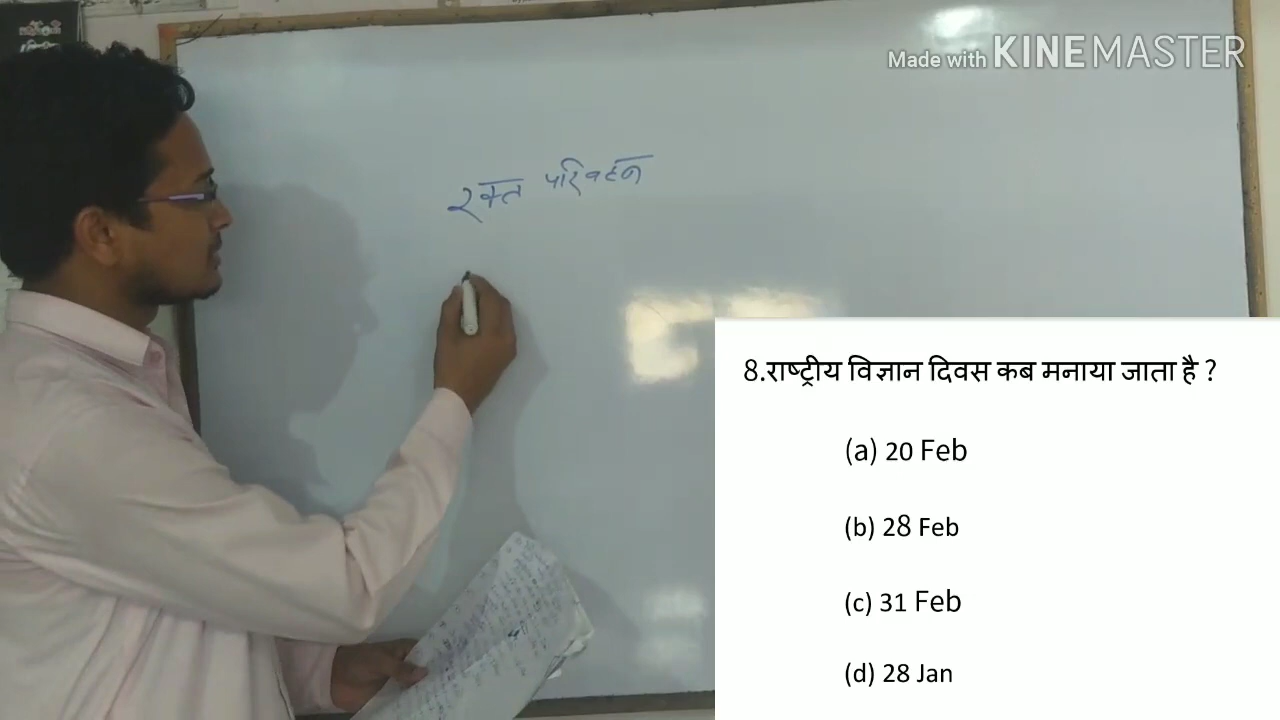 Made with KINEMASTER
रक्त परिवहन
8.राष्ट्रीय विज्ञान दिवस कब मनाया जाता है ?
(a) 20 Feb
(b) 28 Feb
(c) 31 Feb
(d) 28 Jan